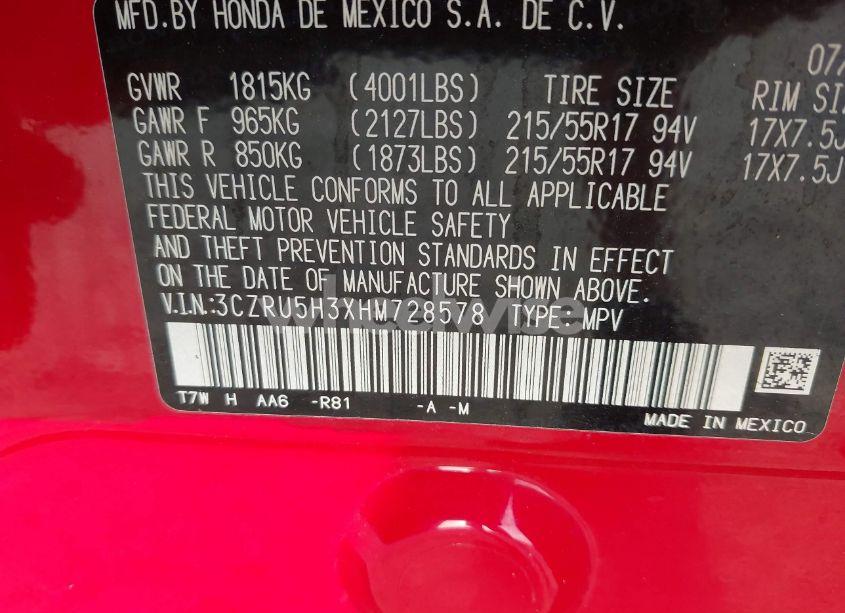 MFD.BY HONDA DE MEXICO S.A. DE C.V.
07/
GVWR 1815KG (4001LBS) TIRE SIZE RIM SI
GAWR F 965KG (2127LBS) 215/55R17 94V 17X7.5J
GAWR R 850KG (1873LBS) 215/55R17 94V 17X7.5J
THIS VEHICLE CONFORMS TO ALL APPLICABLE
FEDERAL MOTOR VEHICLE SAFETY
AND THEFT PREVENTION STANDARDS IN EFFECT
ON THE DATE OF MANUFACTURE SHOWN ABOVE.
V.I.N.:3CZRU5H3XHM728578 TYPE: MPV
T7W H AA6 -R81 -A -M
MADE IN MEXICO